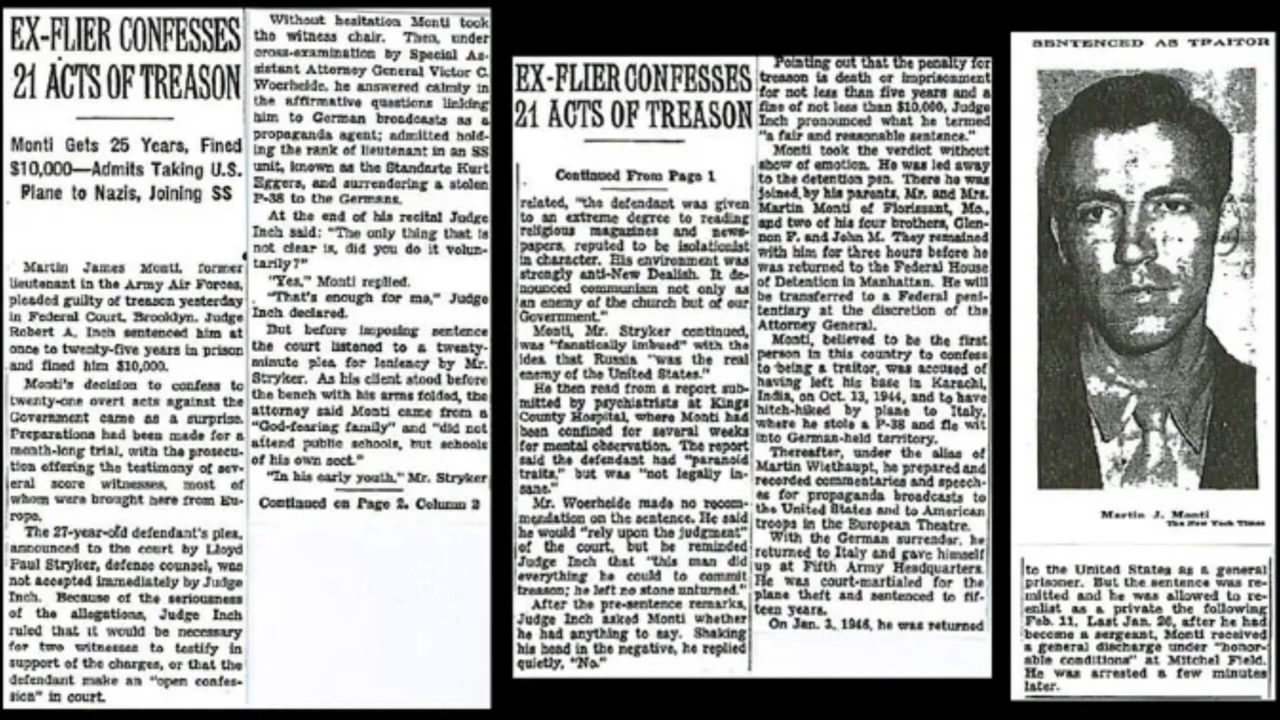 EX-FLIER CONFESSES
21 ACTS OF TREASON
Monti Gets 25 Years, Fined
$10,000—Admits Taking U.S.
Plane to Nazis, Joining SS
Martin James Monti, former
lieutenant in the Army Air Forces,
pleaded guilty of treason yesterday
in Federal Court, Brooklyn. Judge
Robert A. Inch sentenced him at
once to twenty-five years in prison
and fined him $10,000.
Monti's decision to confess to
twenty-one overt acts against the
Government came as a surprise.
Preparations had been made for a
month-long trial, with the prosecu-
tion offering the testimony of sev-
eral score witnesses, most of
whom were brought here from Eu-
rope.
The 27-year-old defendant's plea,
announced to the court by Lloyd
Paul Stryker, defense counsel, was
not accepted immediately by Judge
Inch. Because of the seriousness
of the allegations, Judge Inch
ruled that it would be necessary
for two witnesses to testify in
support of the charges, or that the
defendant make an "open confes-
sion" in court.
Without hesitation Monti took
the witness chair. Then, under
cross-examination by Special As-
sistant Attorney General Victor C.
Woerheide, he answered calmly in
the affirmative questions linking
him to German broadcasts as a
propaganda agent; admitted hold-
ing the rank of lieutenant in an SS
unit, known as the Standarte Kurt
Eggers, and surrendering a stolen
P-38 to the Germans.
At the end of his recital Judge
Inch said: "The only thing that is
not clear is, did you do it volun-
tarily?"
"Yes," Monti replied.
"That's enough for me," Judge
Inch declared.
But before imposing sentence
the court listened to a twenty-
minute plea for leniency by Mr.
Stryker. As his client stood before
the bench with his arms folded, the
attorney said Monti came from a
"God-fearing family" and "did not
attend public schools, but schools
of his own sect."
"In his early youth," Mr. Stryker
Continued on Page 2, Column 2
EX-FLIER CONFESSES
21 ACTS OF TREASON
Continued From Page 1
related, "the defendant was given
to an extreme degree to reading
religious magazines and news-
papers, reputed to be isolationist
in character. His environment was
strongly anti-New Dealish. It de-
nounced communism not only as
an enemy of the church but of our
Government."
Monti, Mr. Stryker continued,
was "fanatically imbued" with the
idea that Russia "was the real
enemy of the United States."
He then read from a report sub-
mitted by psychiatrists at Kings
County Hospital, where Monti had
been confined for several weeks
for mental observation. The report
said the defendant had "paranoid
traits," but was "not legally in-
sane."
Mr. Woerheide made no recom-
mendation on the sentence. He said
he would "rely upon the judgment"
of the court, but he reminded
Judge Inch that "this man did
everything he could to commit
treason; he left no stone unturned."
After the pre-sentence remarks,
Judge Inch asked Monti whether
he had anything to say. Shaking
his head in the negative, he replied
quietly, "No."
Pointing out that the penalty for
treason is death or imprisonment
for not less than five years and a
fine of not less than $10,000, Judge
Inch pronounced what he termed
"a fair and reasonable sentence."
Monti took the verdict without
show of emotion. He was led away
to the detention pen. There he was
joined by his parents, Mr. and Mrs.
Martin Monti of Florissant, Mo.,
and two of his four brothers, Glen-
non F. and John M. They remained
with him for three hours before he
was returned to the Federal House
of Detention in Manhattan. He will
be transferred to a Federal peni-
tentiary at the discretion of the
Attorney General.
Monti, believed to be the first
person in this country to confess
to being a traitor, was accused of
having left his base in Karachi,
India, on Oct. 13, 1944, and to have
hitch-hiked by plane to Italy,
where he stole a P-38 and fle wit
into German-held territory.
Thereafter, under the alias of
Martin Wiethaupt, he prepared and
recorded commentaries and speech-
es for propaganda broadcasts to
the United States and to American
troops in the European Theatre.
With the German surrender, he
returned to Italy and gave himself
up at Fifth Army Headquarters.
He was court-martialed for the
plane theft and sentenced to fif-
teen years.
On Jan. 3, 1946, he was returned
SENTENCED AS TRAITOR
Martin J. Monti
The New York Times
to the United States as a general
prisoner. But the sentence was re-
mitted and he was allowed to re-
enlist as a private the following
Feb. 11. Last Jan. 26, after he had
become a sergeant, Monti received
a general discharge under "honor-
able conditions" at Mitchel Field.
He was arrested a few minutes
later.